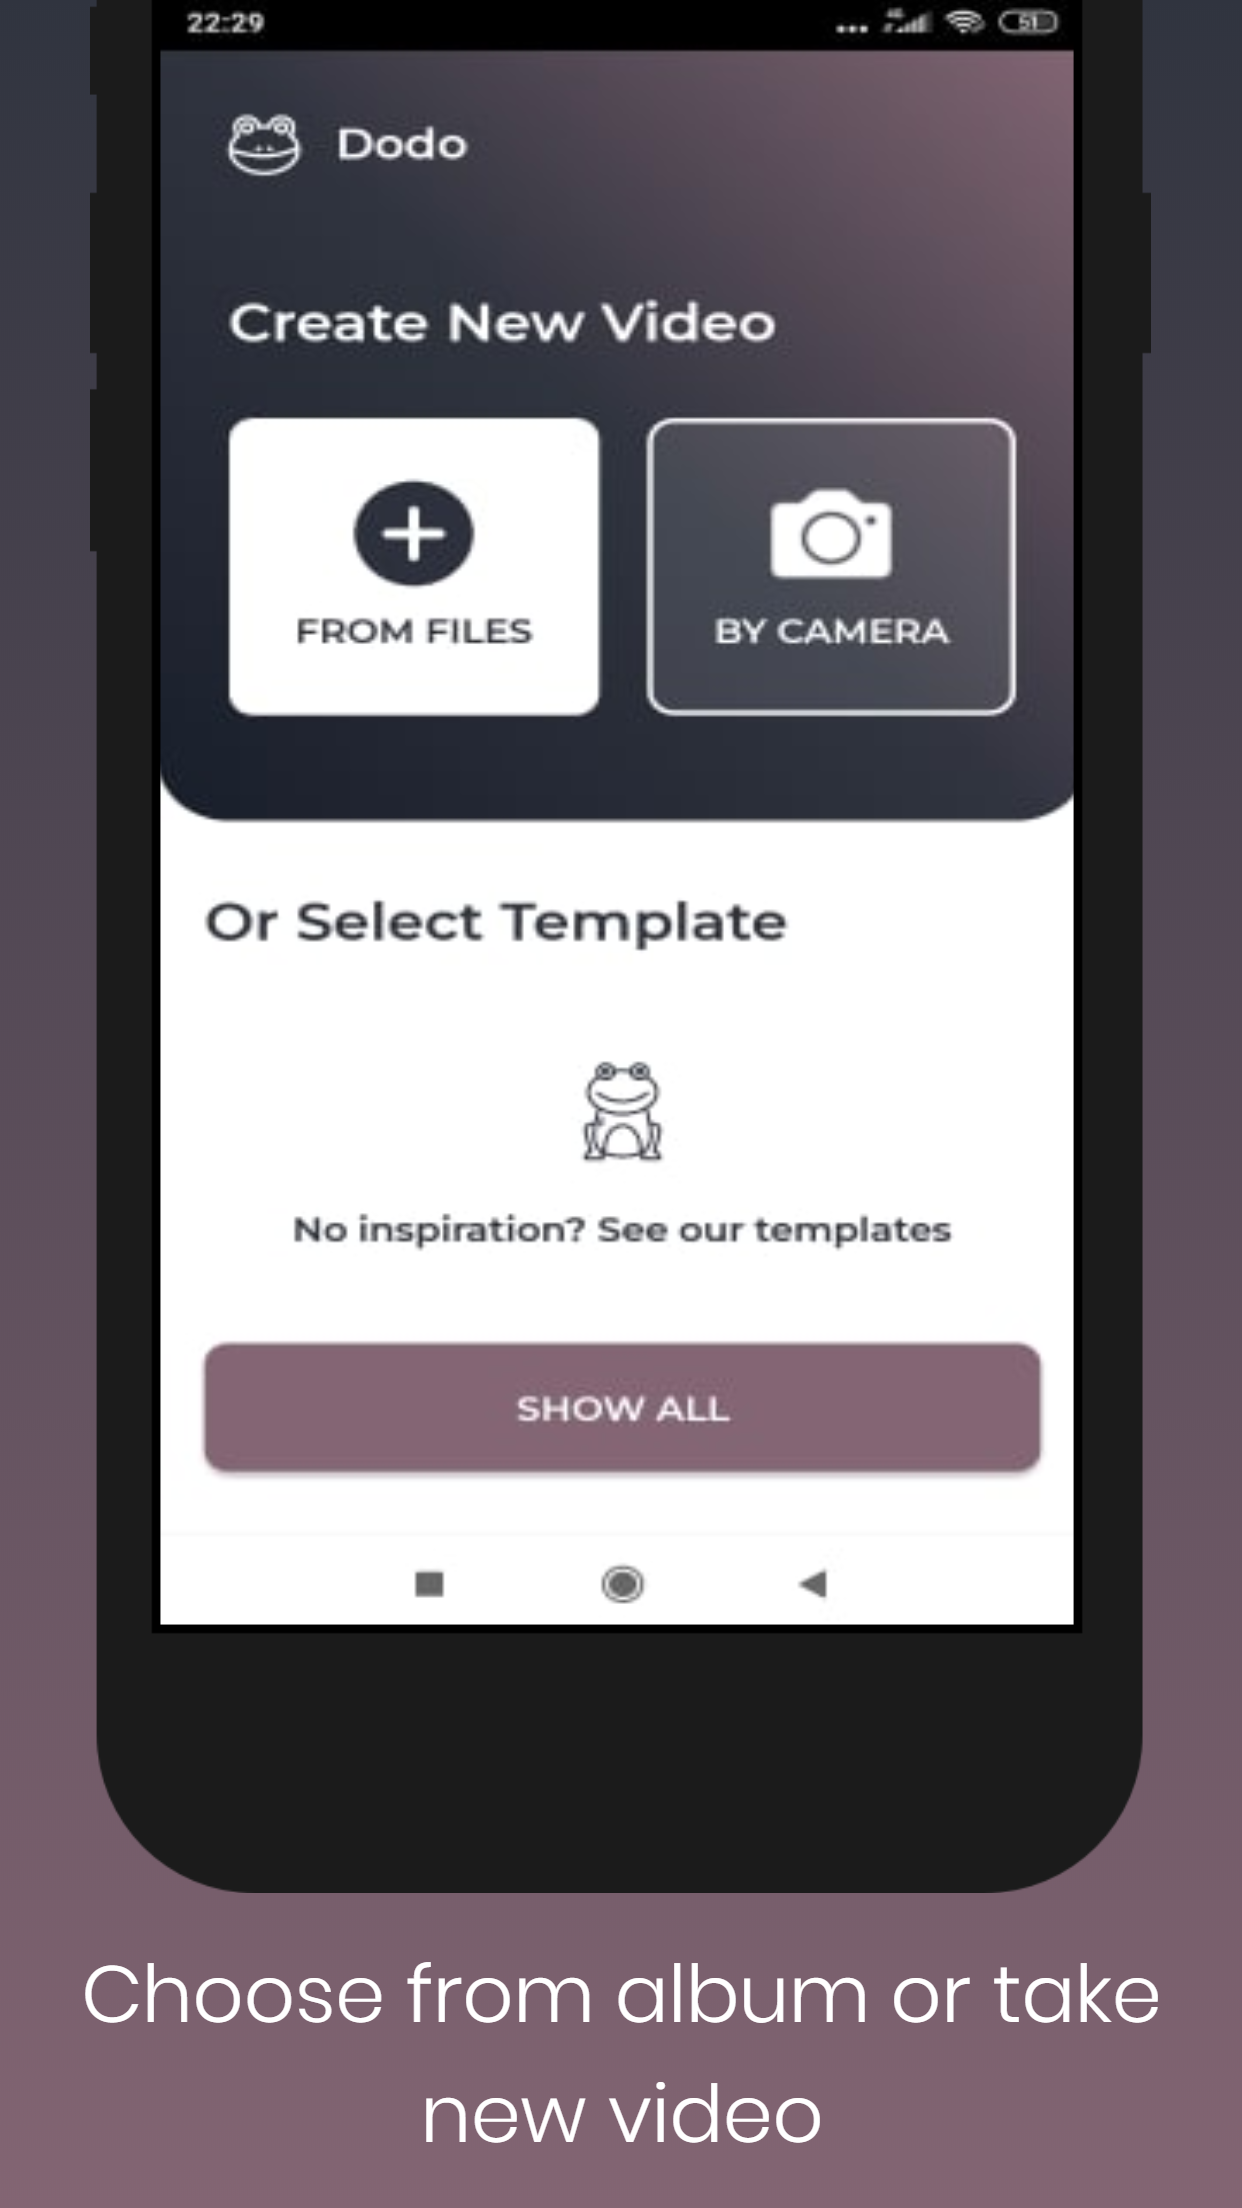 22:29
4G
51
Dodo
Create New Video
FROM FILES
BY CAMERA
Or Select Template
No inspiration? See our templates
SHOW ALL
Choose from album or take
new video